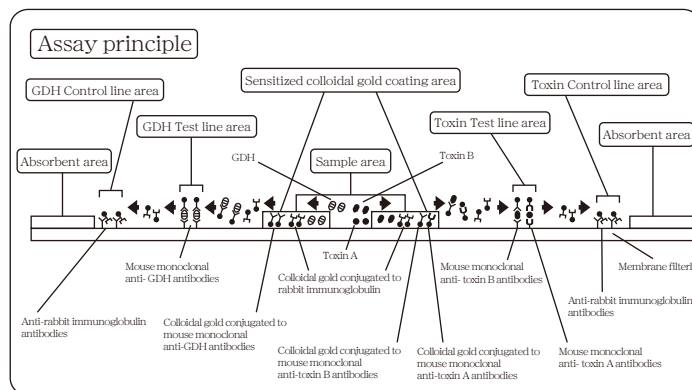 Assay principle
GDH Control line area
Sensitized colloidal gold coating area
Toxin Control line area
GDH Test line area
Toxin Test line area
Absorbent area
GDH
Sample area
Toxin B
Absorbent area
Toxin A
Mouse monoclonal
anti- GDH antibodies
Colloidal gold conjugated to
rabbit immunoglobulin
Mouse monoclonal
anti- toxin B antibodies
Membrane filterb
Anti-rabbit immunoglobulin
antibodies
Colloidal gold conjugated to
mouse monoclonal
anti-GDH antibodies
Colloidal gold conjugated to
mouse monoclonal
anti-toxin B antibodies
Colloidal gold conjugated to
mouse monoclonal
anti-toxin A antibodies
Mouse monoclonal
anti-toxin A antibodies
Anti-rabbit immunoglobulin
antibodies